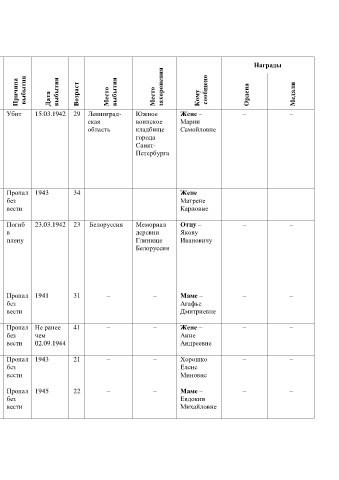 Причина выбытия
Дата выбытия
Возраст
Место выбытия
Место захоронения
Кому сообщено
Награды
Ордена
Медали
Убит 15.03.1942 29 Ленинград- Южное Жене – – –
ская воинское Марии
область кладбище Самойловне
города
Санкт-
Петербурга
Пропал 1943 34 Жене
без Матрене
вести Карповне
Погиб 23.03.1942 23 Белоруссия Мемориал Отцу – – –
в деревни Якову
плену Глинище Ивановичу
Белоруссии
Пропал 1941 31 – – Маме – – –
без Агафье
вести Дмитриевне
Пропал Не ранее 41 – – Жене – – –
без чем Анне
вести 02.09.1944 Андреевне
Пропал 1943 21 – – Хорошко – –
без Елене
вести Миновне
Пропал 1945 22 – – Маме – – –
без Евдокии
вести Михайловне